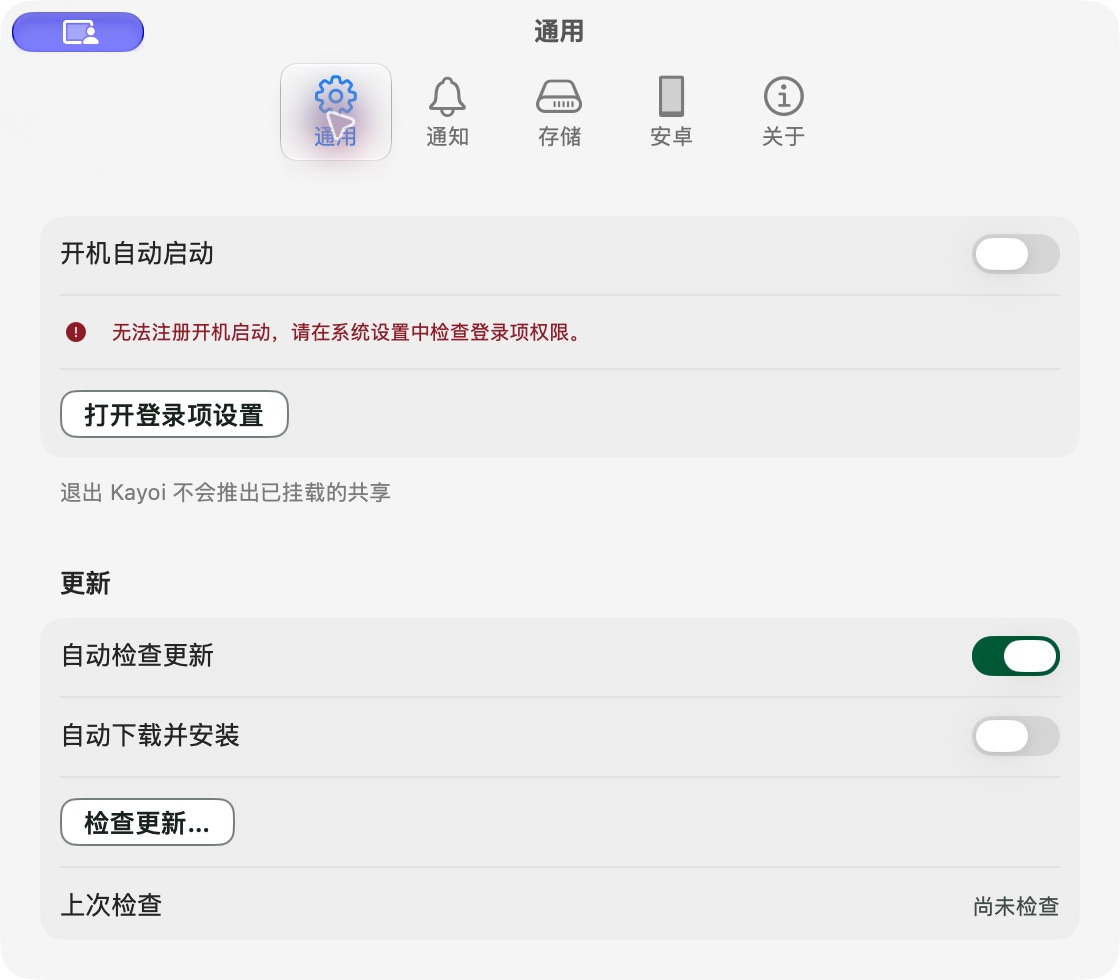 通用
通用
通知
存储
安卓
关于
开机自动启动
无法注册开机启动，请在系统设置中检查登录项权限。
打开登录项设置
退出 Kayoi 不会推出已挂载的共享
更新
自动检查更新
自动下载并安装
检查更新...
上次检查
尚未检查